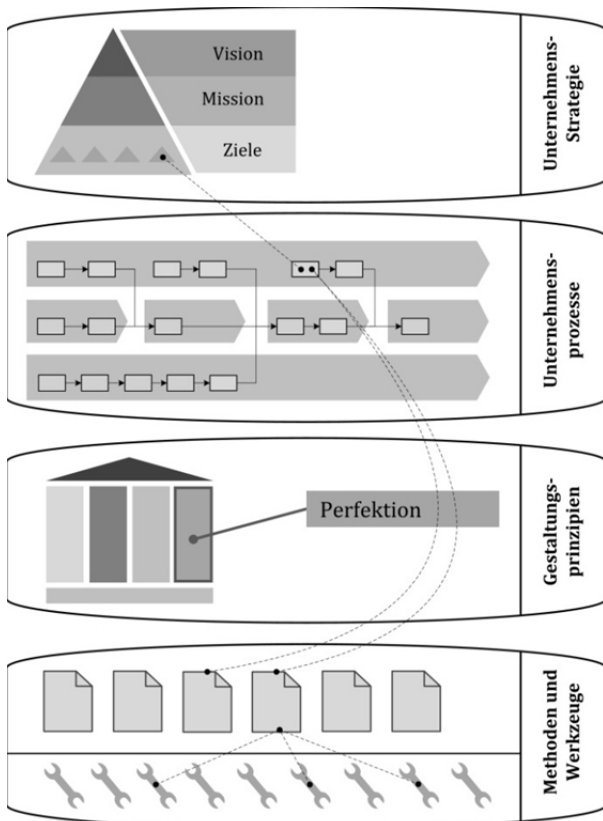 Vision
Mission
Ziele
Unternehmens-
Strategie
Unternehmens-
prozesse
Perfektion
Gestaltungs-
prinzipien
Methoden und
Werkzeuge